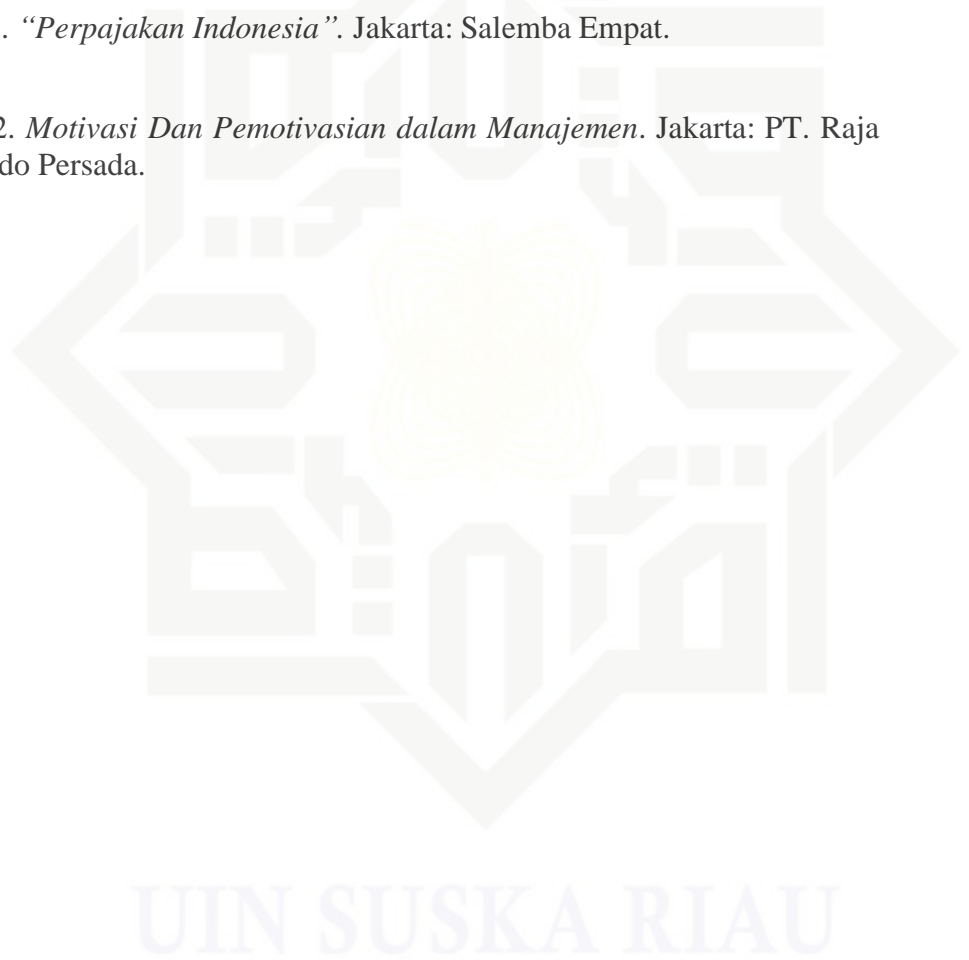 . “Perpajakan Indonesia”. Jakarta: Salemba Empat.
2. Motivasi Dan Pemotivasian dalam Manajemen. Jakarta: PT. Raja
do Persada.
UIN SUSKA RIAU